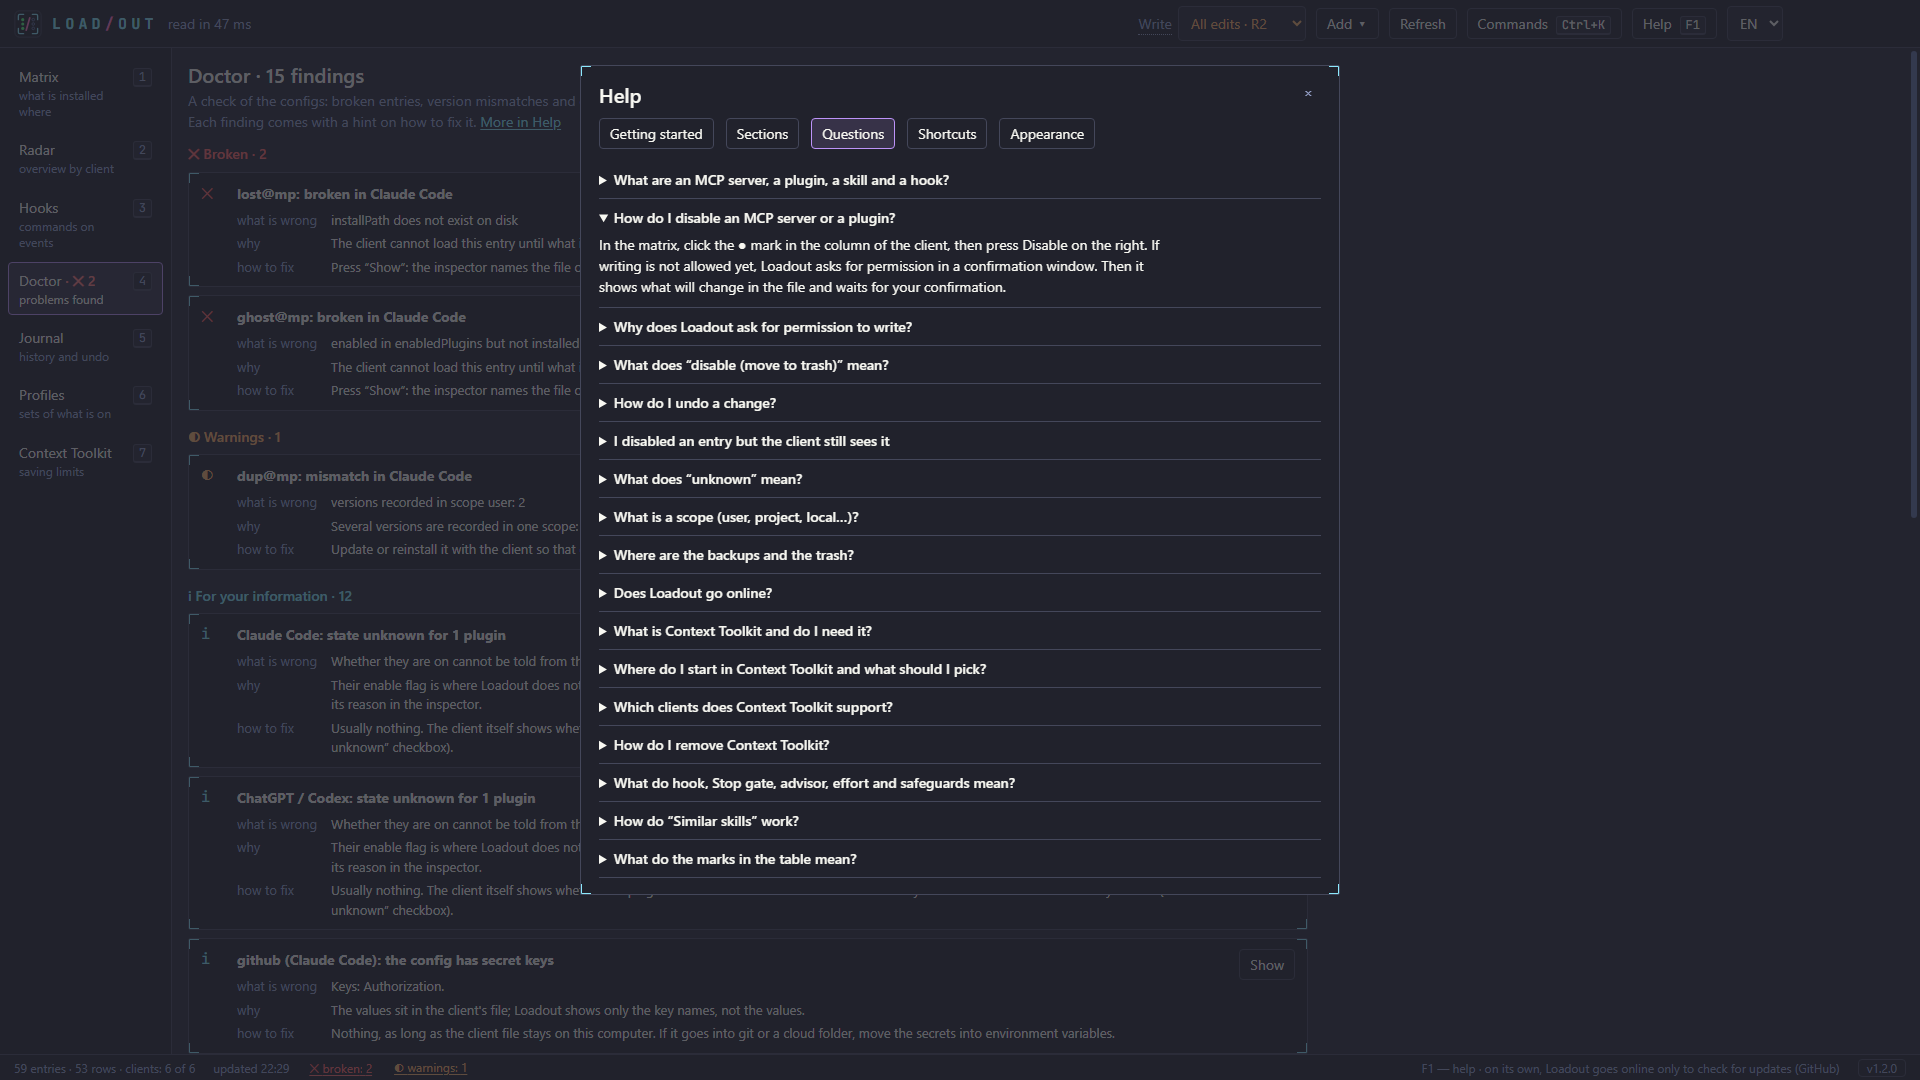 LOAD/OUT read in 47 ms
Write All edits · R2 Add ▾ Refresh Commands Ctrl+K Help F1 EN
Matrix 1
what is installed
where
Radar 2
overview by client
Hooks 3
commands on
events
Doctor · ✕ 2 4
problems found
Journal 5
history and undo
Profiles 6
sets of what is on
Context Toolkit 7
saving limits
Doctor · 15 findings
A check of the configs: broken entries, version mismatches and
Each finding comes with a hint on how to fix it. More in Help
✕ Broken · 2
lost@mp: broken in Claude Code
what is wrong installPath does not exist on disk
why The client cannot load this entry until what
how to fix Press “Show”: the inspector names the file
ghost@mp: broken in Claude Code
what is wrong enabled in enabledPlugins but not installed
why The client cannot load this entry until what
how to fix Press “Show”: the inspector names the file
◐ Warnings · 1
dup@mp: mismatch in Claude Code
what is wrong versions recorded in scope user: 2
why Several versions are recorded in one scope:
how to fix Update or reinstall it with the client so that
i For your information · 12
i Claude Code: state unknown for 1 plugin
what is wrong Whether they are on cannot be told from
why Their enable flag is where Loadout does not
its reason in the inspector.
how to fix Usually nothing. The client itself shows
unknown” checkbox).
i ChatGPT / Codex: state unknown for 1 plugin
what is wrong Whether they are on cannot be told from
why Their enable flag is where Loadout does not
its reason in the inspector.
how to fix Usually nothing. The client itself shows
unknown” checkbox).
i github (Claude Code): the config has secret keys
Show
what is wrong Keys: Authorization.
why The values sit in the client's file; Loadout shows only the key names, not the values.
how to fix Nothing, as long as the client file stays on this computer. If it goes into git or a cloud folder, move the secrets into environment variables.
Help ×
Getting started Sections Questions Shortcuts Appearance
▶ What are an MCP server, a plugin, a skill and a hook?
▼ How do I disable an MCP server or a plugin?
In the matrix, click the ● mark in the column of the client, then press Disable on the right. If
writing is not allowed yet, Loadout asks for permission in a confirmation window. Then it
shows what will change in the file and waits for your confirmation.
▶ Why does Loadout ask for permission to write?
▶ What does “disable (move to trash)” mean?
▶ How do I undo a change?
▶ I disabled an entry but the client still sees it
▶ What does “unknown” mean?
▶ What is a scope (user, project, local…)?
▶ Where are the backups and the trash?
▶ Does Loadout go online?
▶ What is Context Toolkit and do I need it?
▶ Where do I start in Context Toolkit and what should I pick?
▶ Which clients does Context Toolkit support?
▶ How do I remove Context Toolkit?
▶ What do hook, Stop gate, advisor, effort and safeguards mean?
▶ How do “Similar skills” work?
▶ What do the marks in the table mean?
59 entries · 53 rows · clients: 6 of 6 updated 22:29 ✕ broken: 2 ◐ warnings: 1
F1 — help · on its own, Loadout goes online only to check for updates (GitHub) v1.2.0